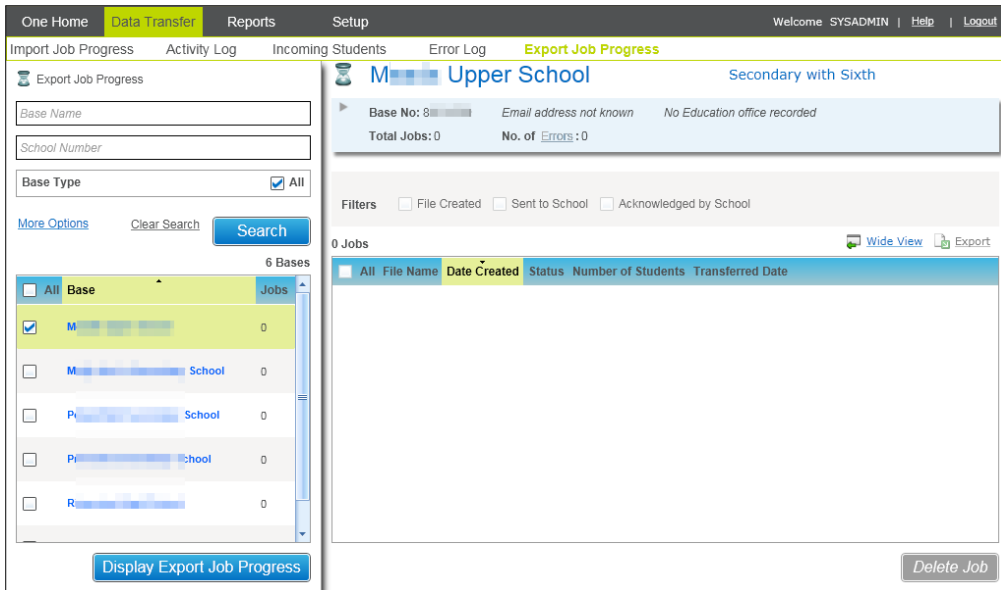 One Home Data Transfer Reports Setup Welcome SYSADMIN | Help | Logout
Import Job Progress Activity Log Incoming Students Error Log Export Job Progress
Export Job Progress
Base Name
School Number
Base Type All
More Options Clear Search Search
6 Bases
All Base Jobs
0
School 0
School 0
0
0
Display Export Job Progress
Upper School Secondary with Sixth
Base No: Email address not known No Education office recorded
Total Jobs: 0 No. of Errors : 0
Filters File Created Sent to School Acknowledged by School
0 Jobs Wide View Export
All File Name Date Created Status Number of Students Transferred Date
Delete Job